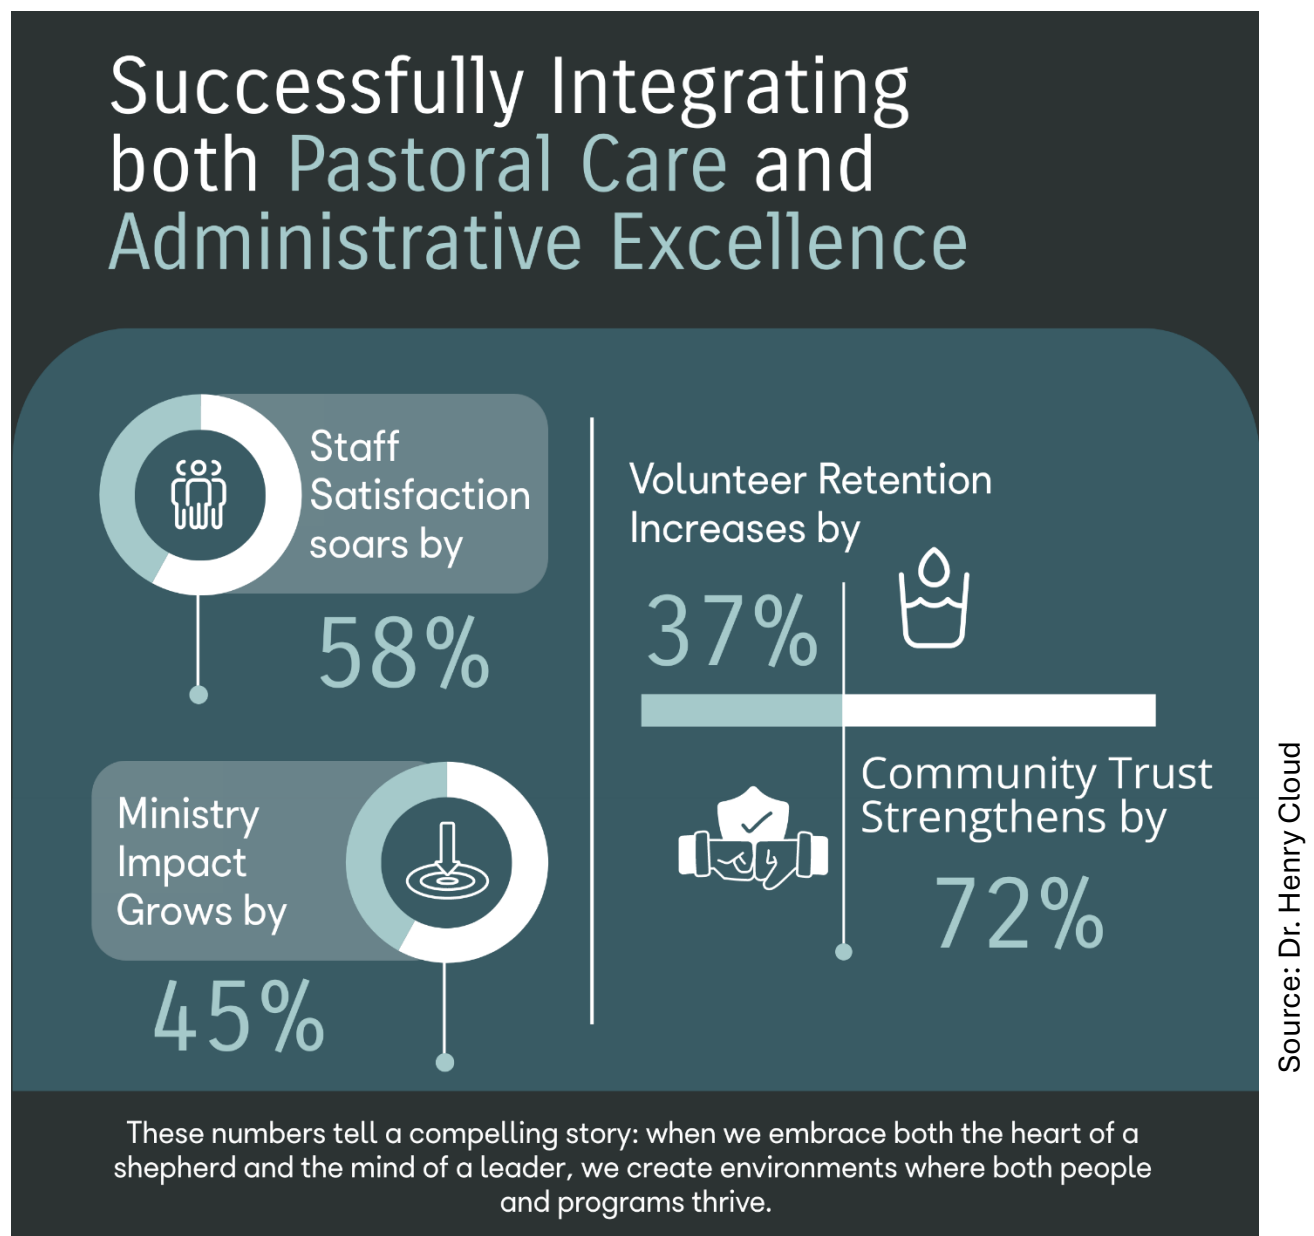 Successfully Integrating
both Pastoral Care and
Administrative Excellence
Staff
Satisfaction
soars by
58%
Ministry
Impact
Grows by
45%
Volunteer Retention
Increases by
37%
Community Trust
Strengthens by
72%
These numbers tell a compelling story: when we embrace both the heart of a
shepherd and the mind of a leader, we create environments where both people
and programs thrive.
Source: Dr. Henry Cloud